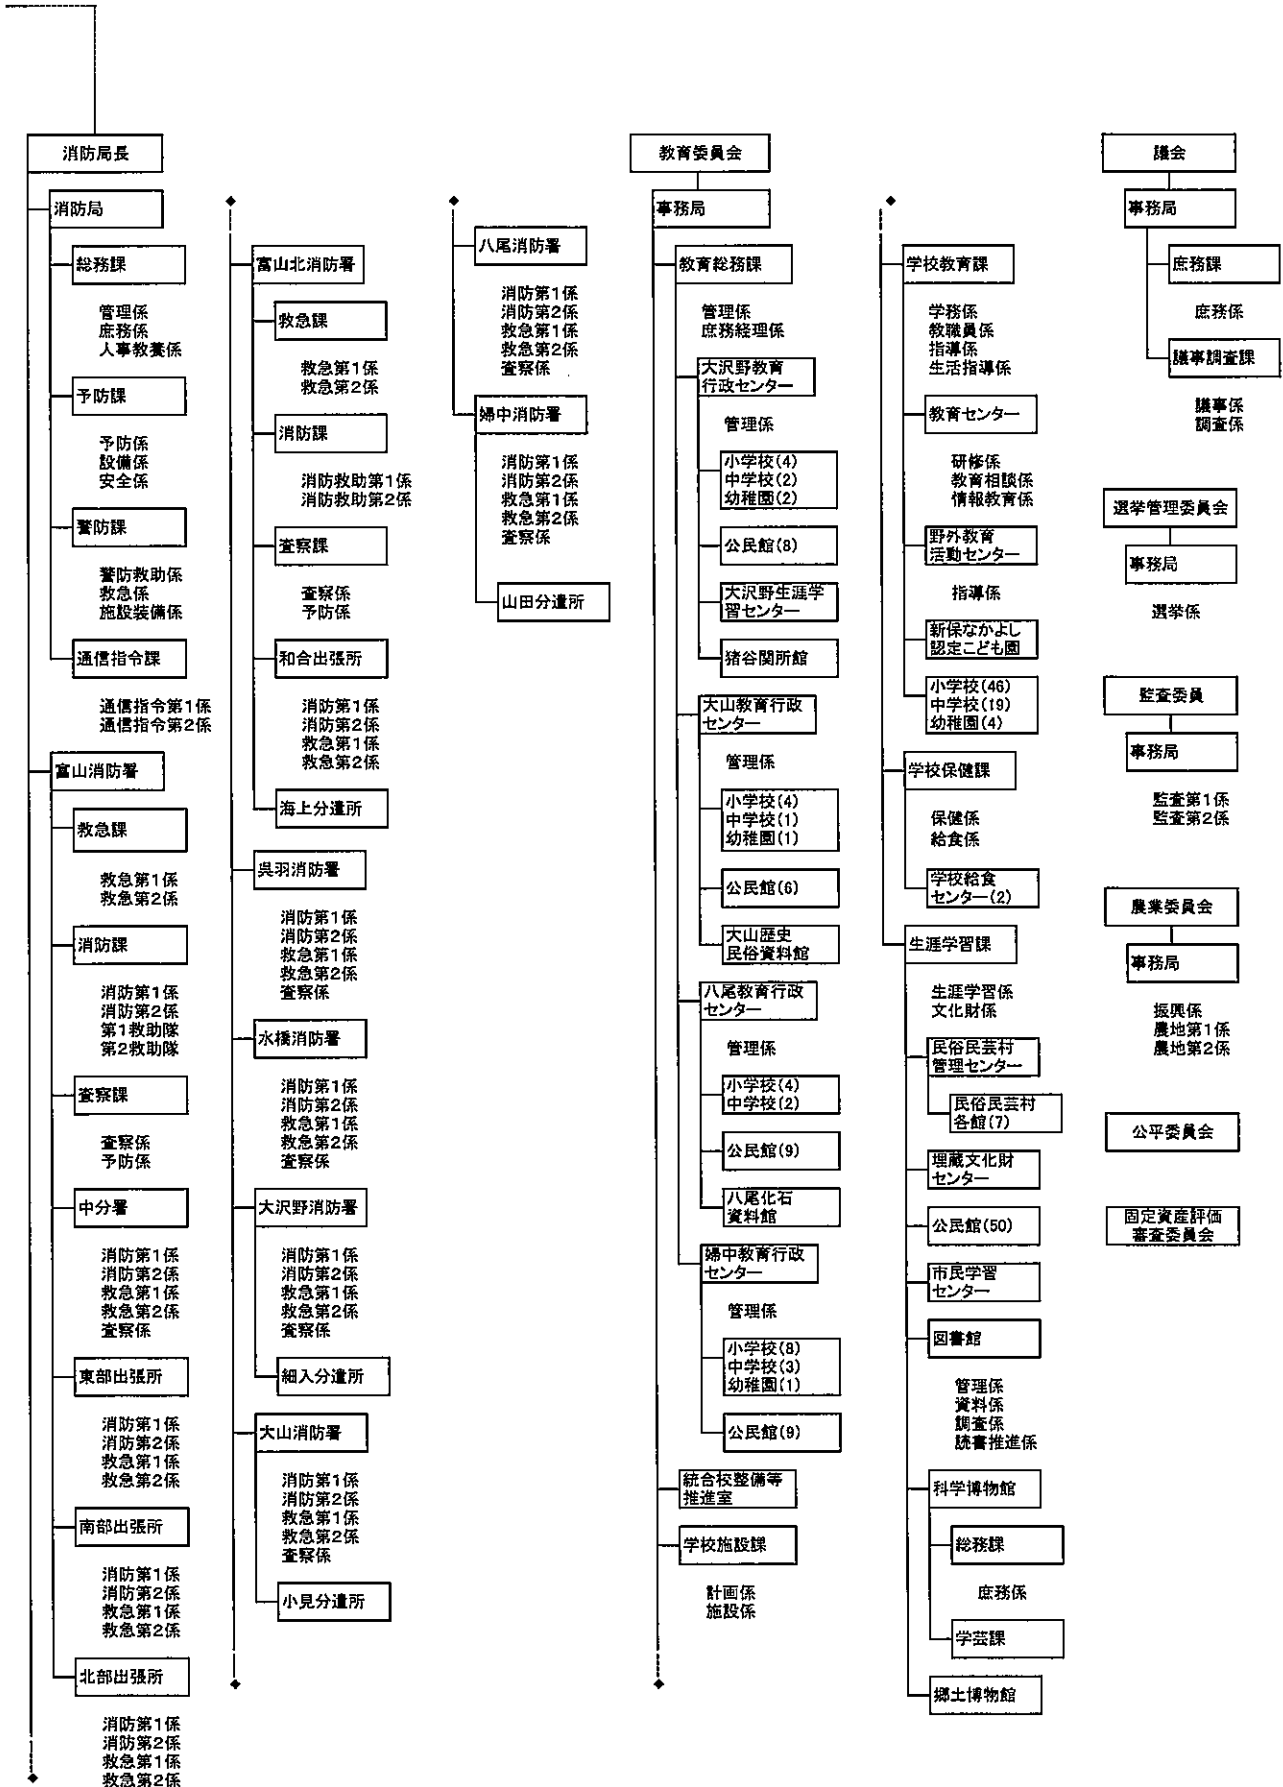 消防局長
消防局
総務課
管理係
庶務係
人事教養係
予防課
予防係
設備係
安全係
警防課
警防救助係
救急係
施設装備係
通信指令課
通信指令第1係
通信指令第2係
富山消防署
救急課
救急第1係
救急第2係
消防課
消防第1係
消防第2係
第1救助隊
第2救助隊
査察課
査察係
予防係
中分署
消防第1係
消防第2係
救急第1係
救急第2係
査察係
東部出張所
消防第1係
消防第2係
救急第1係
救急第2係
南部出張所
消防第1係
消防第2係
救急第1係
救急第2係
北部出張所
消防第1係
消防第2係
救急第1係
救急第2係
富山北消防署
救急課
救急第1係
救急第2係
消防課
消防救助第1係
消防救助第2係
査察課
査察係
予防係
和合出張所
消防第1係
消防第2係
救急第1係
救急第2係
海上分遣所
呉羽消防署
消防第1係
消防第2係
救急第1係
救急第2係
査察係
水橋消防署
消防第1係
消防第2係
救急第1係
救急第2係
査察係
大沢野消防署
消防第1係
消防第2係
救急第1係
救急第2係
査察係
細入分遣所
大山消防署
消防第1係
消防第2係
救急第1係
救急第2係
査察係
小見分遣所
八尾消防署
消防第1係
消防第2係
救急第1係
救急第2係
査察係
婦中消防署
消防第1係
消防第2係
救急第1係
救急第2係
査察係
山田分遣所
教育委員会
事務局
教育総務課
管理係
庶務経理係
大沢野教育
行政センター
管理係
小学校(4)
中学校(2)
幼稚園(2)
公民館(8)
大沢野生涯学
習センター
猪谷関所館
大山教育行政
センター
管理係
小学校(4)
中学校(1)
幼稚園(1)
公民館(6)
大山歴史
民俗資料館
八尾教育行政
センター
管理係
小学校(4)
中学校(2)
公民館(9)
八尾化石
資料館
婦中教育行政
センター
管理係
小学校(8)
中学校(3)
幼稚園(1)
公民館(9)
統合校整備等
推進室
学校施設課
計画係
施設係
学校教育課
学務係
教職員係
指導係
生活指導係
教育センター
研修係
教育相談係
情報教育係
野外教育
活動センター
指導係
新保なかよし
認定こども園
小学校(46)
中学校(19)
幼稚園(4)
学校保健課
保健係
給食係
学校給食
センター(2)
生涯学習課
生涯学習係
文化財係
民俗民芸村
管理センター
民俗民芸村
各館(7)
埋蔵文化財
センター
公民館(50)
市民学習
センター
図書館
管理係
資料係
調査係
読書推進係
科学博物館
総務課
庶務係
学芸課
郷土博物館
議会
事務局
庶務課
庶務係
議事調査課
議事係
調査係
選挙管理委員会
事務局
選挙係
監査委員
事務局
監査第1係
監査第2係
農業委員会
事務局
振興係
農地第1係
農地第2係
公平委員会
固定資産評価
審査委員会